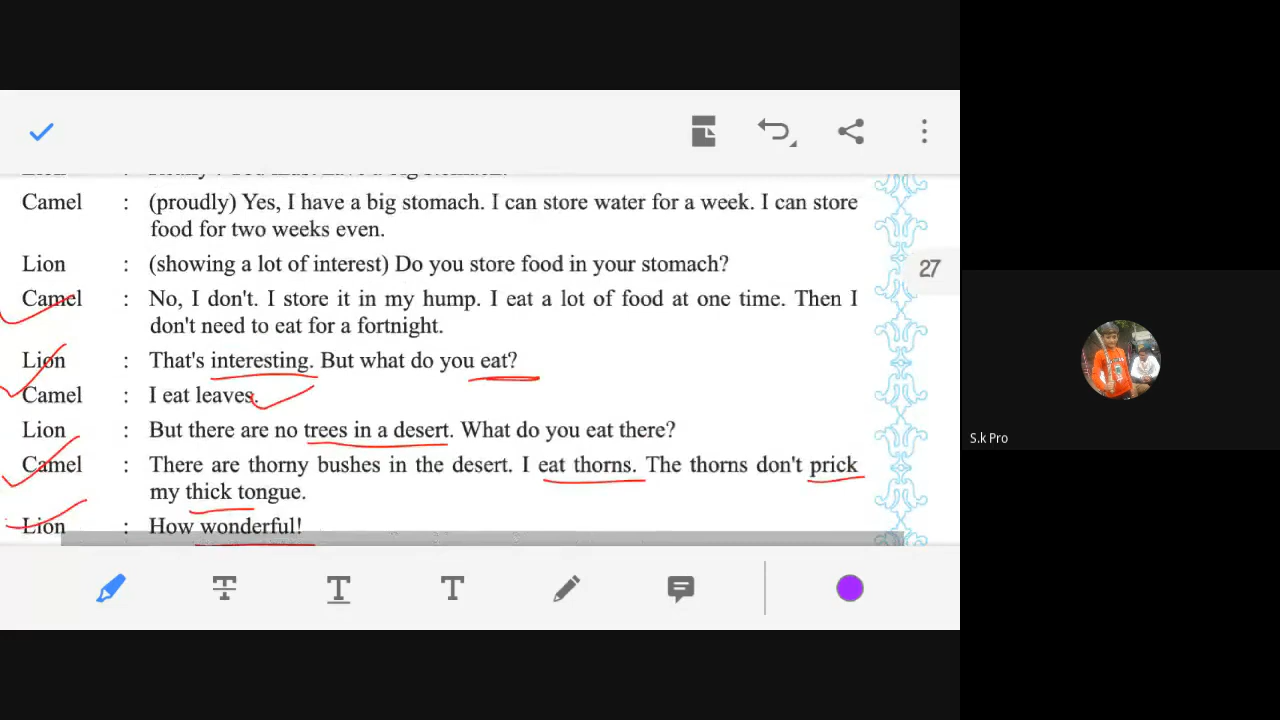 Camel : (proudly) Yes, I have a big stomach. I can store water for a week. I can store
food for two weeks even.
Lion : (showing a lot of interest) Do you store food in your stomach?
27
Camel : No, I don't. I store it in my hump. I eat a lot of food at one time. Then I
don't need to eat for a fortnight.
Lion : That's interesting. But what do you eat?
Camel : I eat leaves.
Lion : But there are no trees in a desert. What do you eat there?
S.k Pro
Camel : There are thorny bushes in the desert. I eat thorns. The thorns don't prick
my thick tongue.
Lion : How wonderful!